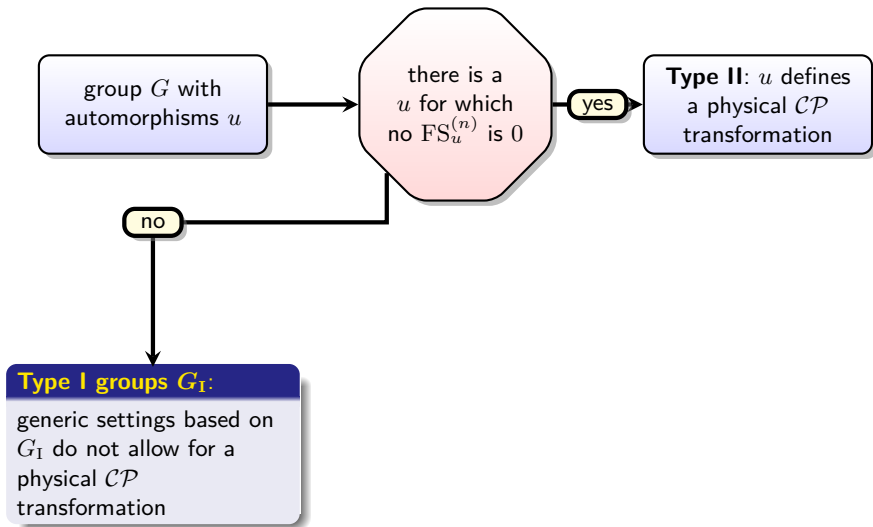 group G with
automorphisms u
there is a
u for which
no FS_u^(n) is 0
yes
Type II: u defines
a physical CP
transformation
no
Type I groups G_I:
generic settings based on
G_I do not allow for a
physical CP
transformation